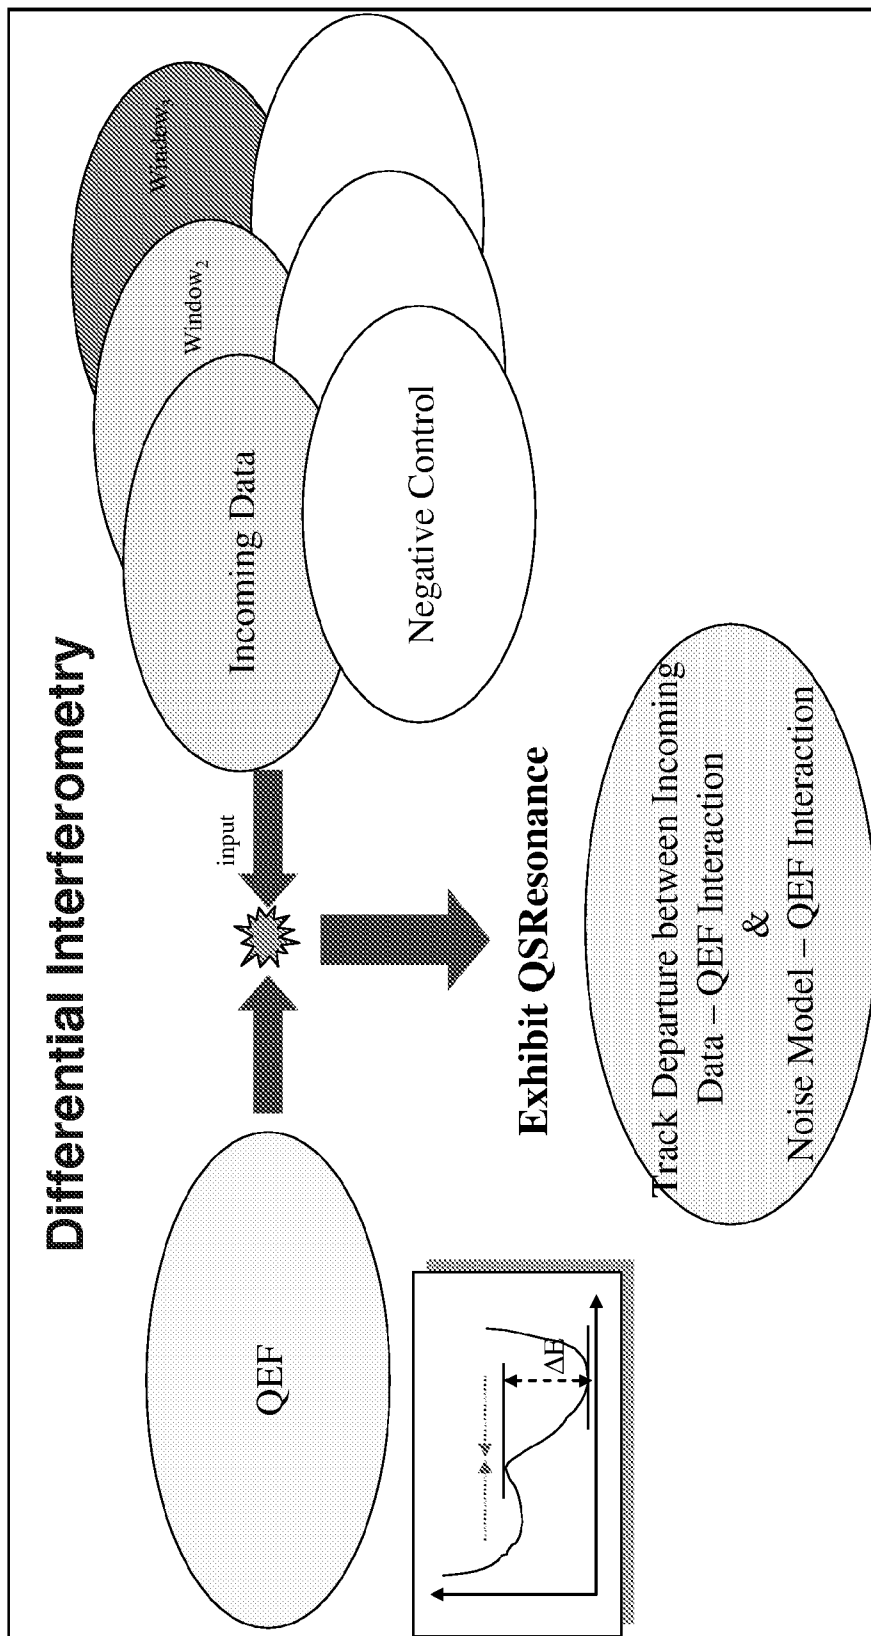 Differential Interferometry
QEF
input
Incoming Data
Window₂
Negative Control
Exhibit QSResonance
ΔE
Track Departure between Incoming
Data – QEF Interaction
&
Noise Model – QEF Interaction